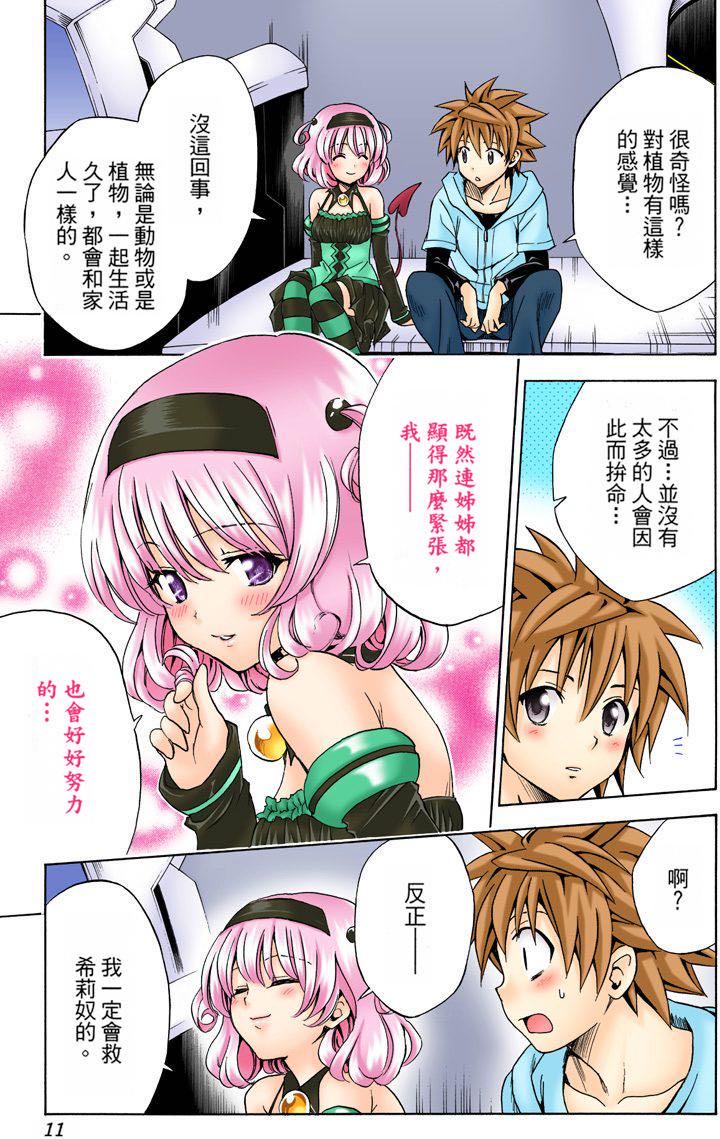 很奇怪嗎?
對植物有這樣
的感覺…
沒這回事，
無論是動物或是
植物，一起生活
久了，都會和家
人一樣的。
不過…並沒有
太多的人會因
此而拚命…
既然連姊姊都
顯得那麼緊張，
我——
也會好好努力
的…
啊?
反正——
我一定會救
希莉奴的。
11